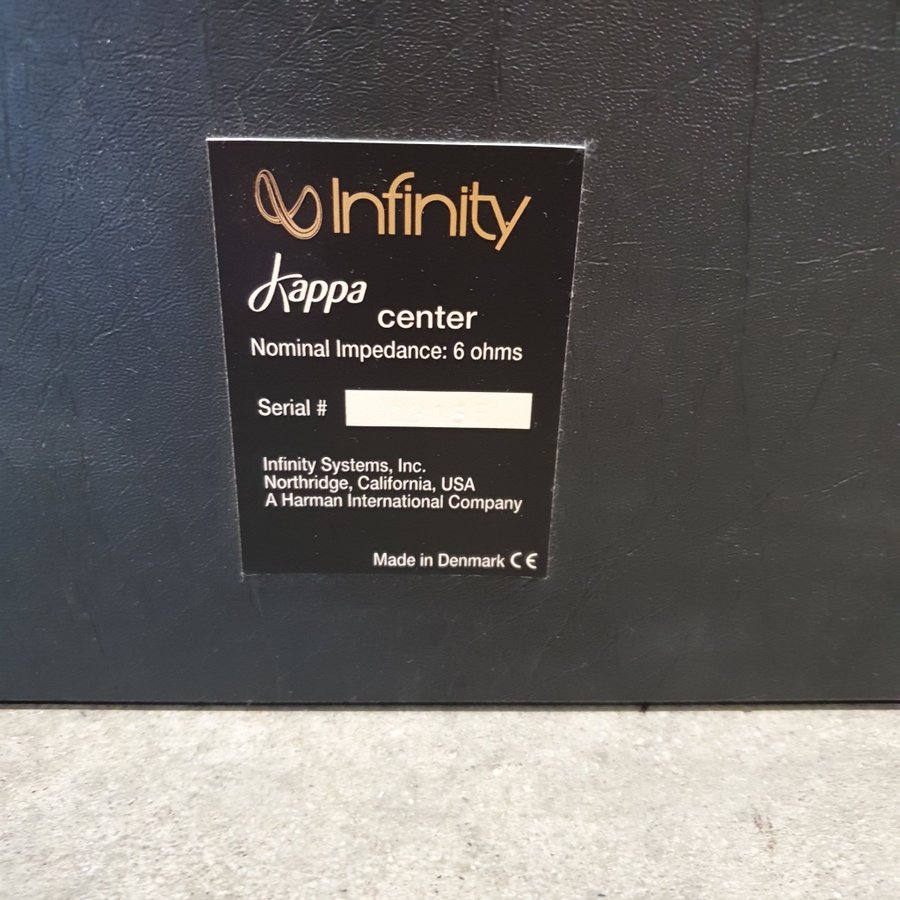 Infinity
Kappa
center
Nominal Impedance: 6 ohms
Serial #
Infinity Systems, Inc.
Northridge, California, USA
A Harman International Company
Made in Denmark CE